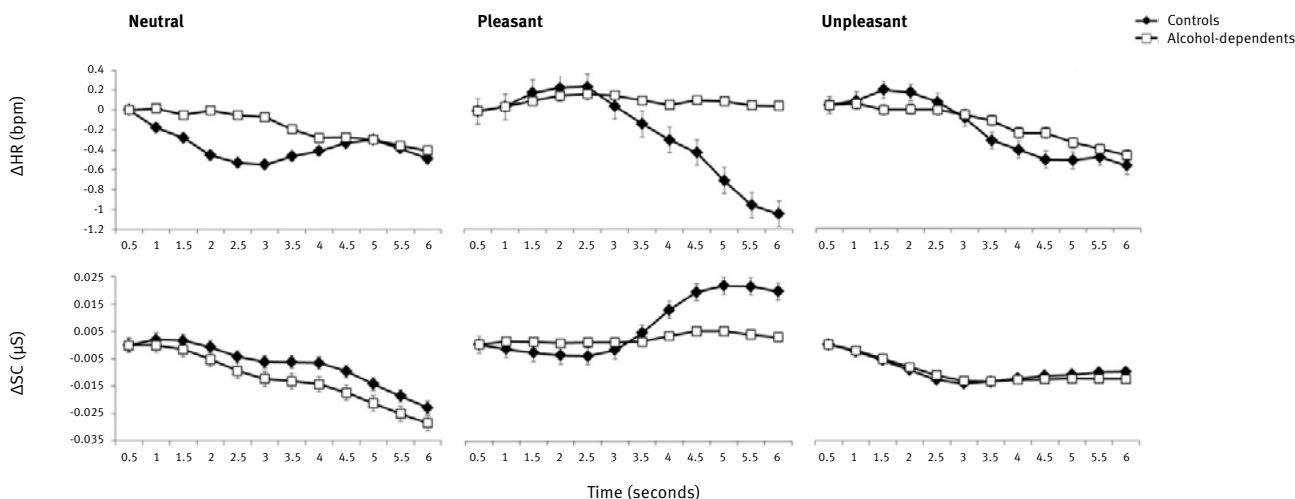 Neutral
Pleasant
Unpleasant
Controls
Alcohol-dependents
ΔHR (bpm)
0.4
0.2
0
-0.2
-0.4
-0.6
-0.8
-1
-1.2
0.5 1 1.5 2 2.5 3 3.5 4 4.5 5 5.5 6
0.5 1 1.5 2 2.5 3 3.5 4 4.5 5 5.5 6
0.5 1 1.5 2 2.5 3 3.5 4 4.5 5 5.5 6
ΔSC (µS)
0.025
0.015
0.005
-0.005
-0.015
-0.025
-0.035
0.5 1 1.5 2 2.5 3 3.5 4 4.5 5 5.5 6
0.5 1 1.5 2 2.5 3 3.5 4 4.5 5 5.5 6
0.5 1 1.5 2 2.5 3 3.5 4 4.5 5 5.5 6
Time (seconds)